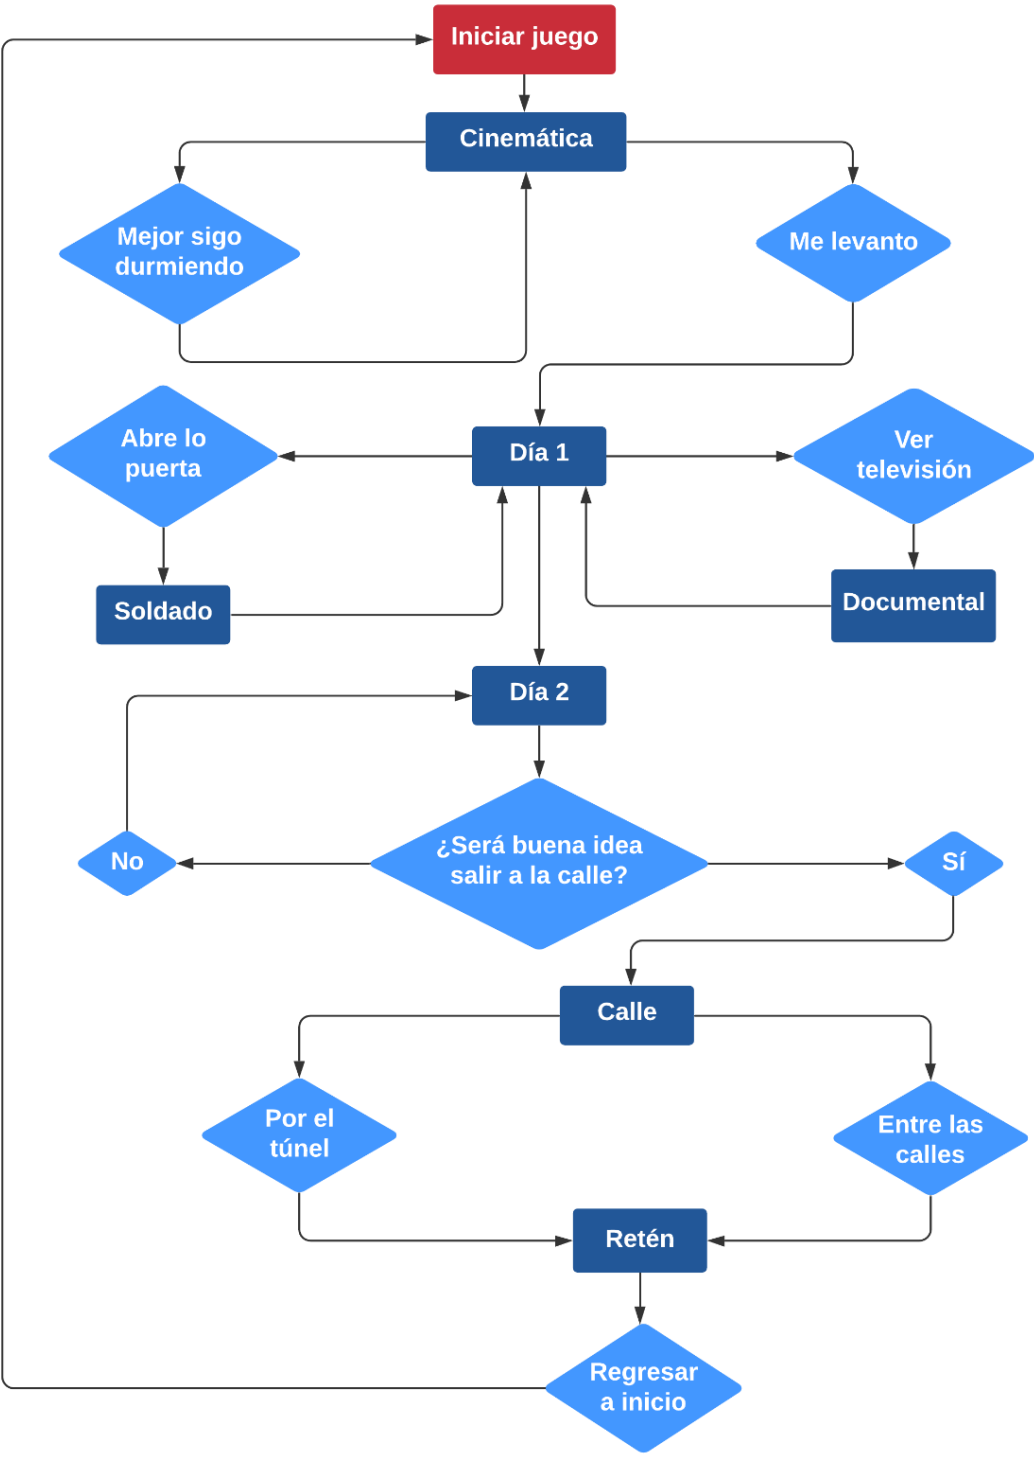 Iniciar juego
Cinemática
Mejor sigo
durmiendo
Me levanto
Abre lo
puerta
Día 1
Ver
televisión
Soldado
Documental
Día 2
No
¿Será buena idea
salir a la calle?
Sí
Calle
Por el
túnel
Entre las
calles
Retén
Regresar
a inicio